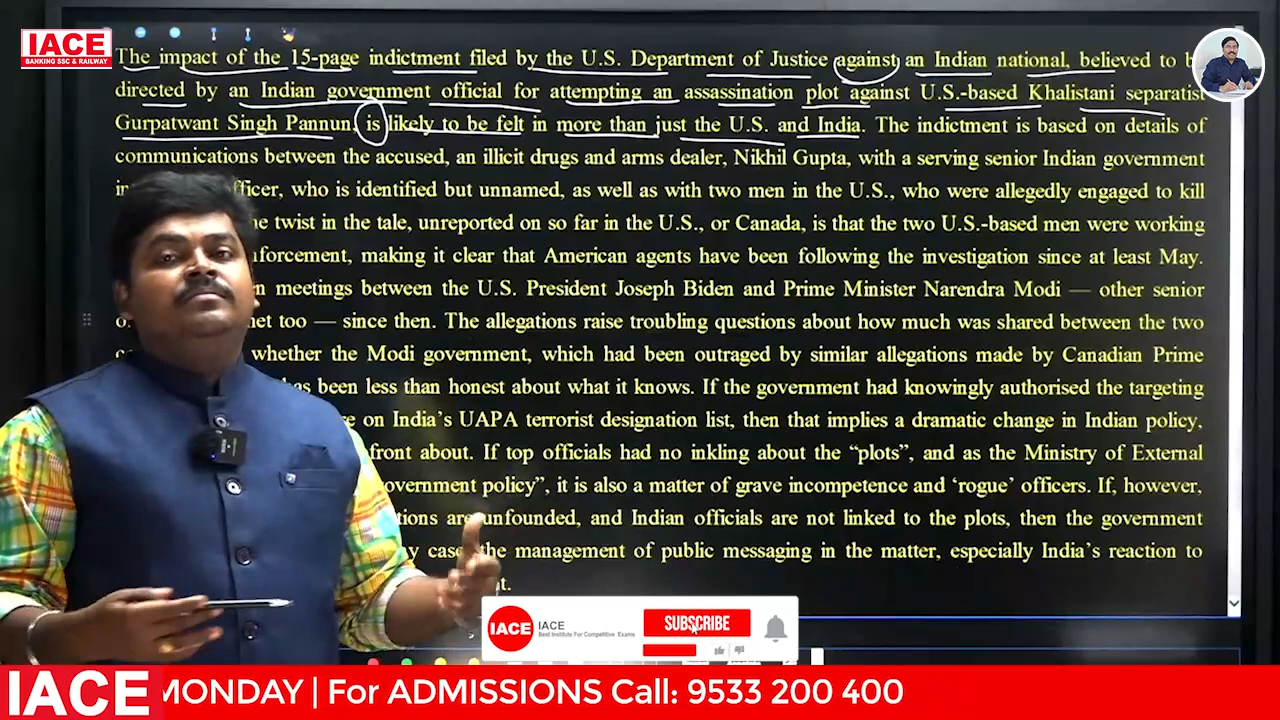 IACE
BANKING SSC & RAILWAY
The impact of the 15-page indictment filed by the U.S. Department of Justice against an Indian national, believed to
directed by an Indian government official for attempting an assassination plot against U.S.-based Khalistani separatist
Gurpatwant Singh Pannun, is likely to be felt in more than just the U.S. and India. The indictment is based on details of
communications between the accused, an illicit drugs and arms dealer, Nikhil Gupta, with a serving senior Indian government
who is identified but unnamed, as well as with two men in the U.S., who were allegedly engaged to kill
twist in the tale, unreported on so far in the U.S., or Canada, is that the two U.S.-based men were working
making it clear that American agents have been following the investigation since at least May.
meetings between the U.S. President Joseph Biden and Prime Minister Narendra Modi — other senior
too — since then. The allegations raise troubling questions about how much was shared between the two
whether the Modi government, which had been outraged by similar allegations made by Canadian Prime
has been less than honest about what it knows. If the government had knowingly authorised the targeting
on India's UAPA terrorist designation list, then that implies a dramatic change in Indian policy,
about. If top officials had no inkling about the “plots”, and as the Ministry of External
policy”, it is also a matter of grave incompetence and ‘rogue’ officers. If, however,
are unfounded, and Indian officials are not linked to the plots, then the government
case, the management of public messaging in the matter, especially India's reaction to
IACE
IACE
Best Institute For Competitive Exams
SUBSCRIBE
IACE
MONDAY | For ADMISSIONS Call: 9533 200 400